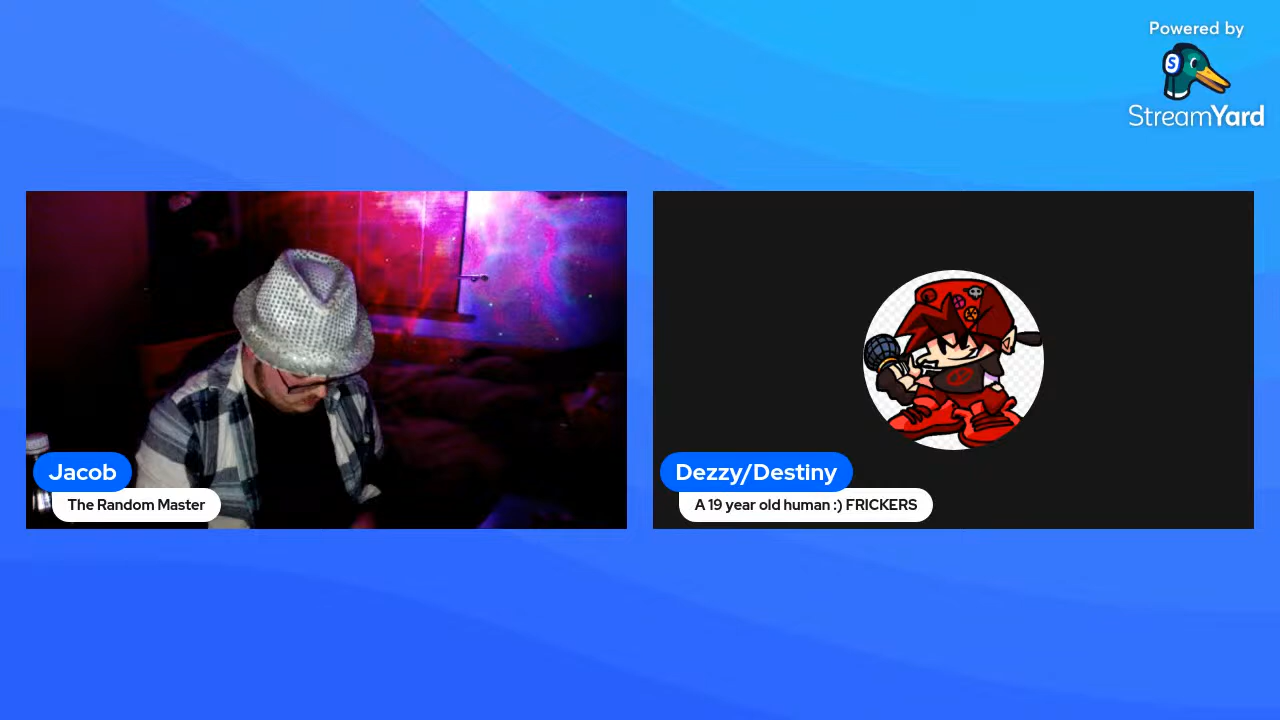 Powered by
StreamYard
Jacob
The Random Master
Dezzy/Destiny
A 19 year old human :) FRICKERS